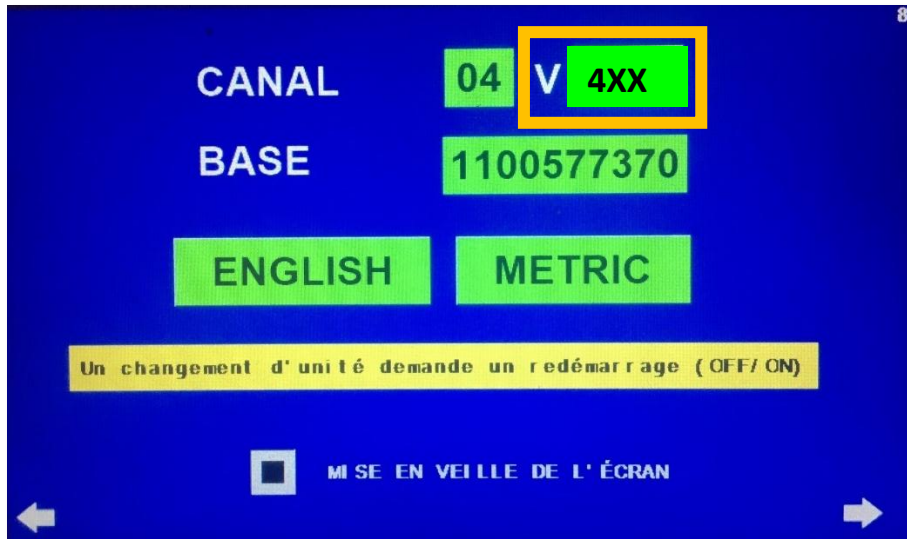 8
CANAL 04 V 4XX
BASE 1100577370
ENGLISH METRIC
Un changement d'unité demande un redémarrage (OFF/ON)
MISE EN VEILLE DE L'ÉCRAN